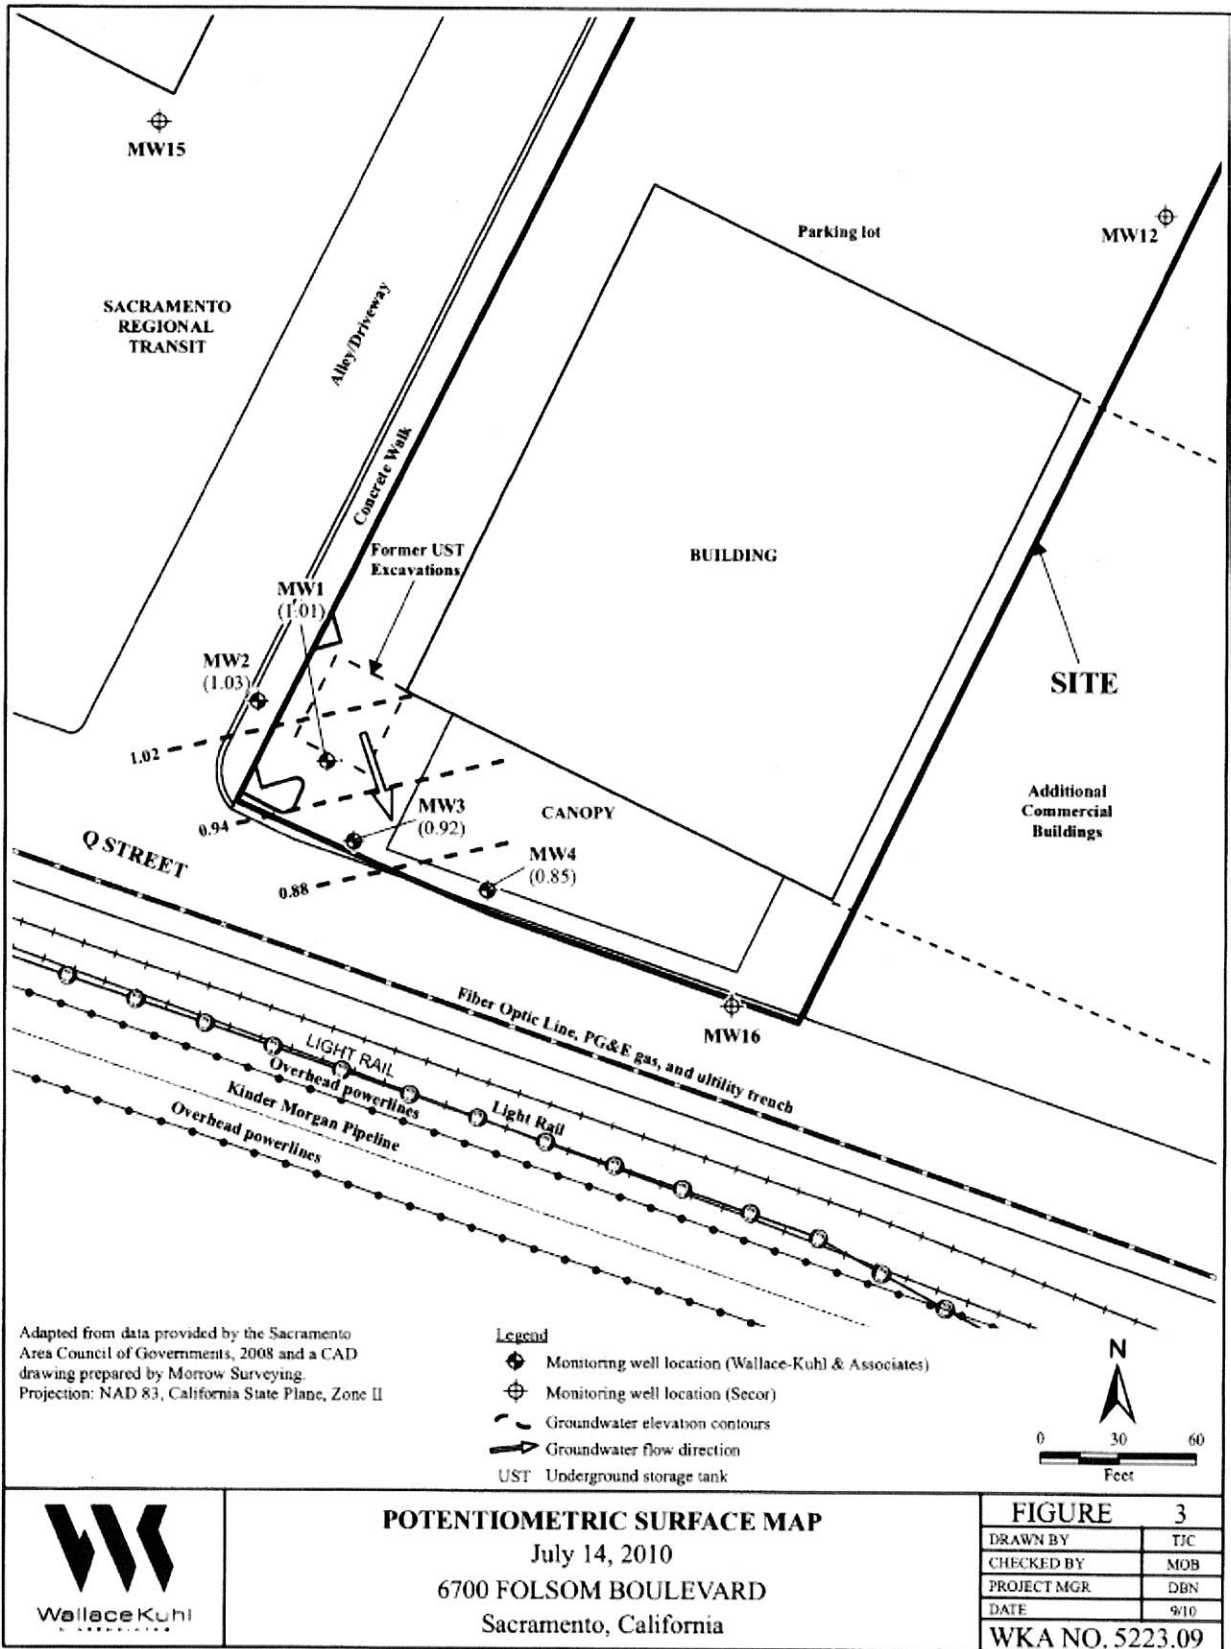 MW15
Parking lot
MW12
SACRAMENTO
REGIONAL
TRANSIT
Alley/Driveway
Concrete Walk
Former UST
Excavations
BUILDING
MW1
(1.01)
MW2
(1.03)
SITE
1.02
Additional
Commercial
Buildings
CANOPY
MW3
(0.92)
0.94
Q STREET
MW4
(0.85)
0.88
Fiber Optic Line, PG&E gas, and ultility trench
MW16
LIGHT RAIL
Overhead powerlines
Light Rail
Kinder Morgan Pipeline
Overhead powerlines
Adapted from data provided by the Sacramento
Area Council of Governments, 2008 and a CAD
drawing prepared by Morrow Surveying.
Projection: NAD 83, California State Plane, Zone II
Legend
Monitoring well location (Wallace-Kuhl & Associates)
Monitoring well location (Secor)
Groundwater elevation contours
Groundwater flow direction
UST Underground storage tank
N
0 30 60
Feet
WallaceKuhl
& ASSOCIATES
POTENTIOMETRIC SURFACE MAP
July 14, 2010
6700 FOLSOM BOULEVARD
Sacramento, California
FIGURE 3
DRAWN BY TJC
CHECKED BY MOB
PROJECT MGR DBN
DATE 9/10
WKA NO. 5223.09